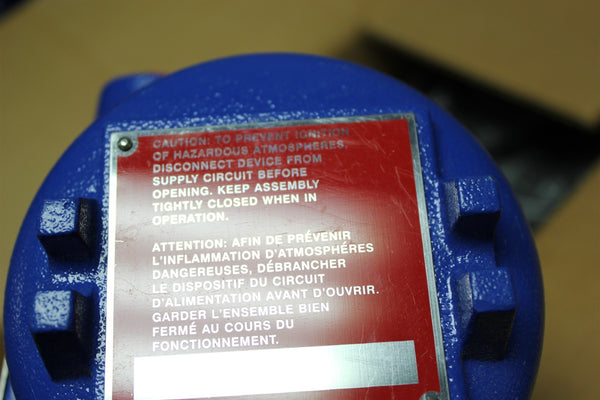 CAUTION: TO PREVENT IGNITION
OF HAZARDOUS ATMOSPHERES,
DISCONNECT DEVICE FROM
SUPPLY CIRCUIT BEFORE
OPENING. KEEP ASSEMBLY
TIGHTLY CLOSED WHEN IN
OPERATION.
ATTENTION: AFIN DE PRÉVENIR
L'INFLAMMATION D'ATMOSPHÉRES
DANGEREUSES, DÉBRANCHER
LE DISPOSITIF DU CIRCUIT
D'ALIMENTATION AVANT D'OUVRIR.
GARDER L'ENSEMBLE BIEN
FERMÉ AU COURS DU
FONCTIONNEMENT.